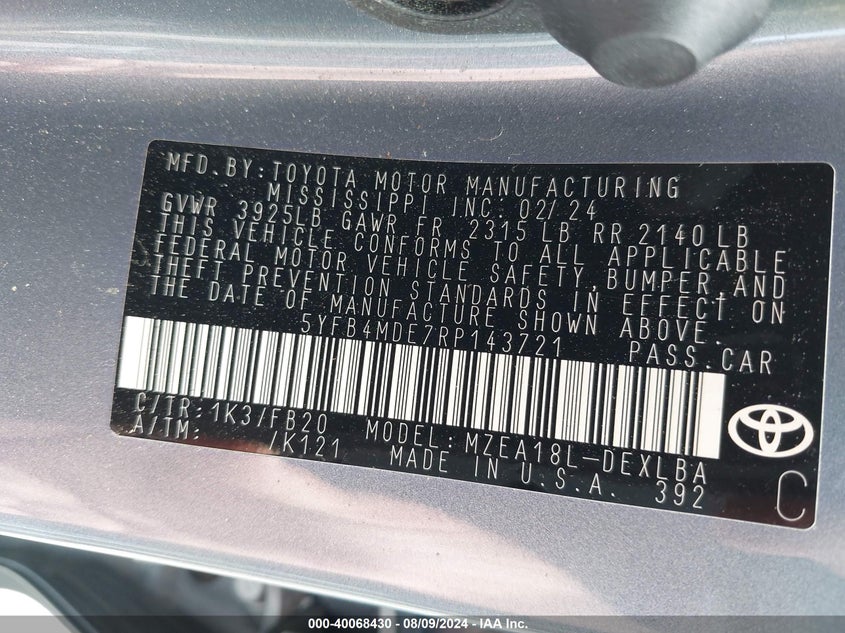 MFD. BY: TOYOTA MOTOR MANUFACTURING
MISSISSIPPI INC. 02/24
GVWR 3925LB GAWR FR 2315 LB RR 2140 LB
THIS VEHICLE CONFORMS TO ALL APPLICABLE
FEDERAL MOTOR VEHICLE SAFETY, BUMPER, AND
THEFT PREVENTION STANDARDS IN EFFECT ON
THE DATE OF MANUFACTURE SHOWN ABOVE.
5YFB4MDE7RP143721 PASS. CAR
C/TR: 1K3/FB20 MODEL: MZEA18L-DEXLBA
A/TM: /K121 MADE IN U.S.A. 392
C
000-40068430 - 08/09/2024 - IAA Inc.